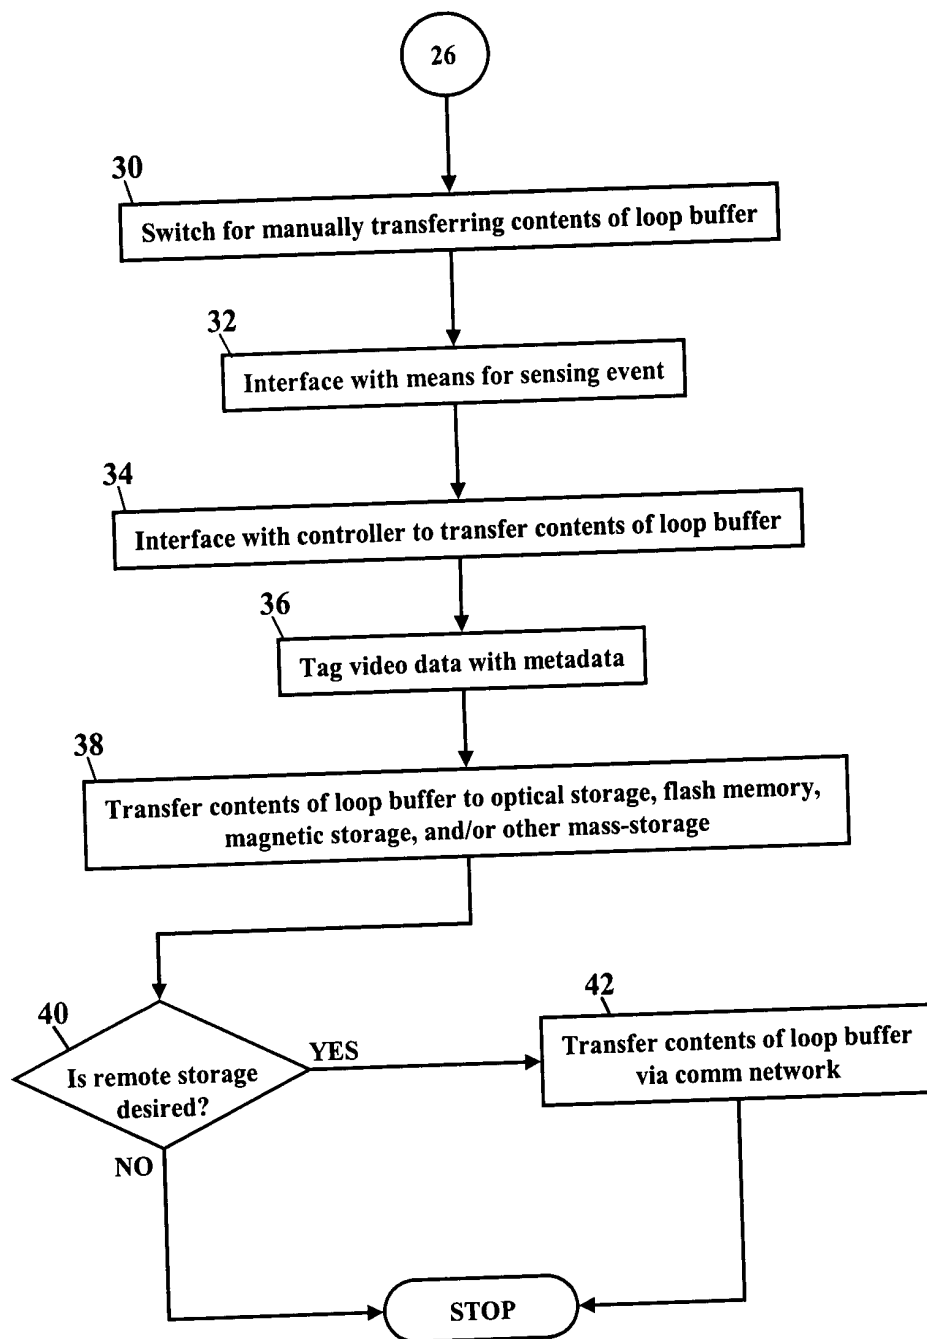 26
30
Switch for manually transferring contents of loop buffer
32
Interface with means for sensing event
34
Interface with controller to transfer contents of loop buffer
36
Tag video data with metadata
38
Transfer contents of loop buffer to optical storage, flash memory,
magnetic storage, and/or other mass-storage
40
Is remote storage
desired?
YES
NO
42
Transfer contents of loop buffer
via comm network
STOP